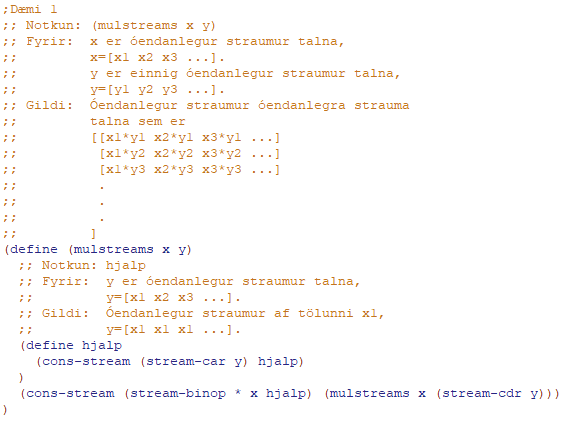 ;Dæmi 1
;; Notkun: (mulstreams x y)
;; Fyrir:  x er óendanlegur straumur talna,
;;         x=[x1 x2 x3 ...].
;;         y er einnig óendanlegur straumur talna,
;;         y=[y1 y2 y3 ...].
;; Gildi:  Óendanlegur straumur óendanlegra strauma
;;         talna sem er
;;         [[x1*y1 x2*y1 x3*y1 ...]
;;          [x1*y2 x2*y2 x3*y2 ...]
;;          [x1*y3 x2*y3 x3*y3 ...]
;;          .
;;          .
;;          .
;;         ]
(define (mulstreams x y)
  ;; Notkun: hjalp
  ;; Fyrir:  y er óendanlegur straumur talna,
  ;;         y=[x1 x2 x3 ...].
  ;; Gildi:  Óendanlegur straumur af tölunni x1,
  ;;         y=[x1 x1 x1 ...].
  (define hjalp
    (cons-stream (stream-car y) hjalp)
  )
  (cons-stream (stream-binop * x hjalp) (mulstreams x (stream-cdr y)))
)